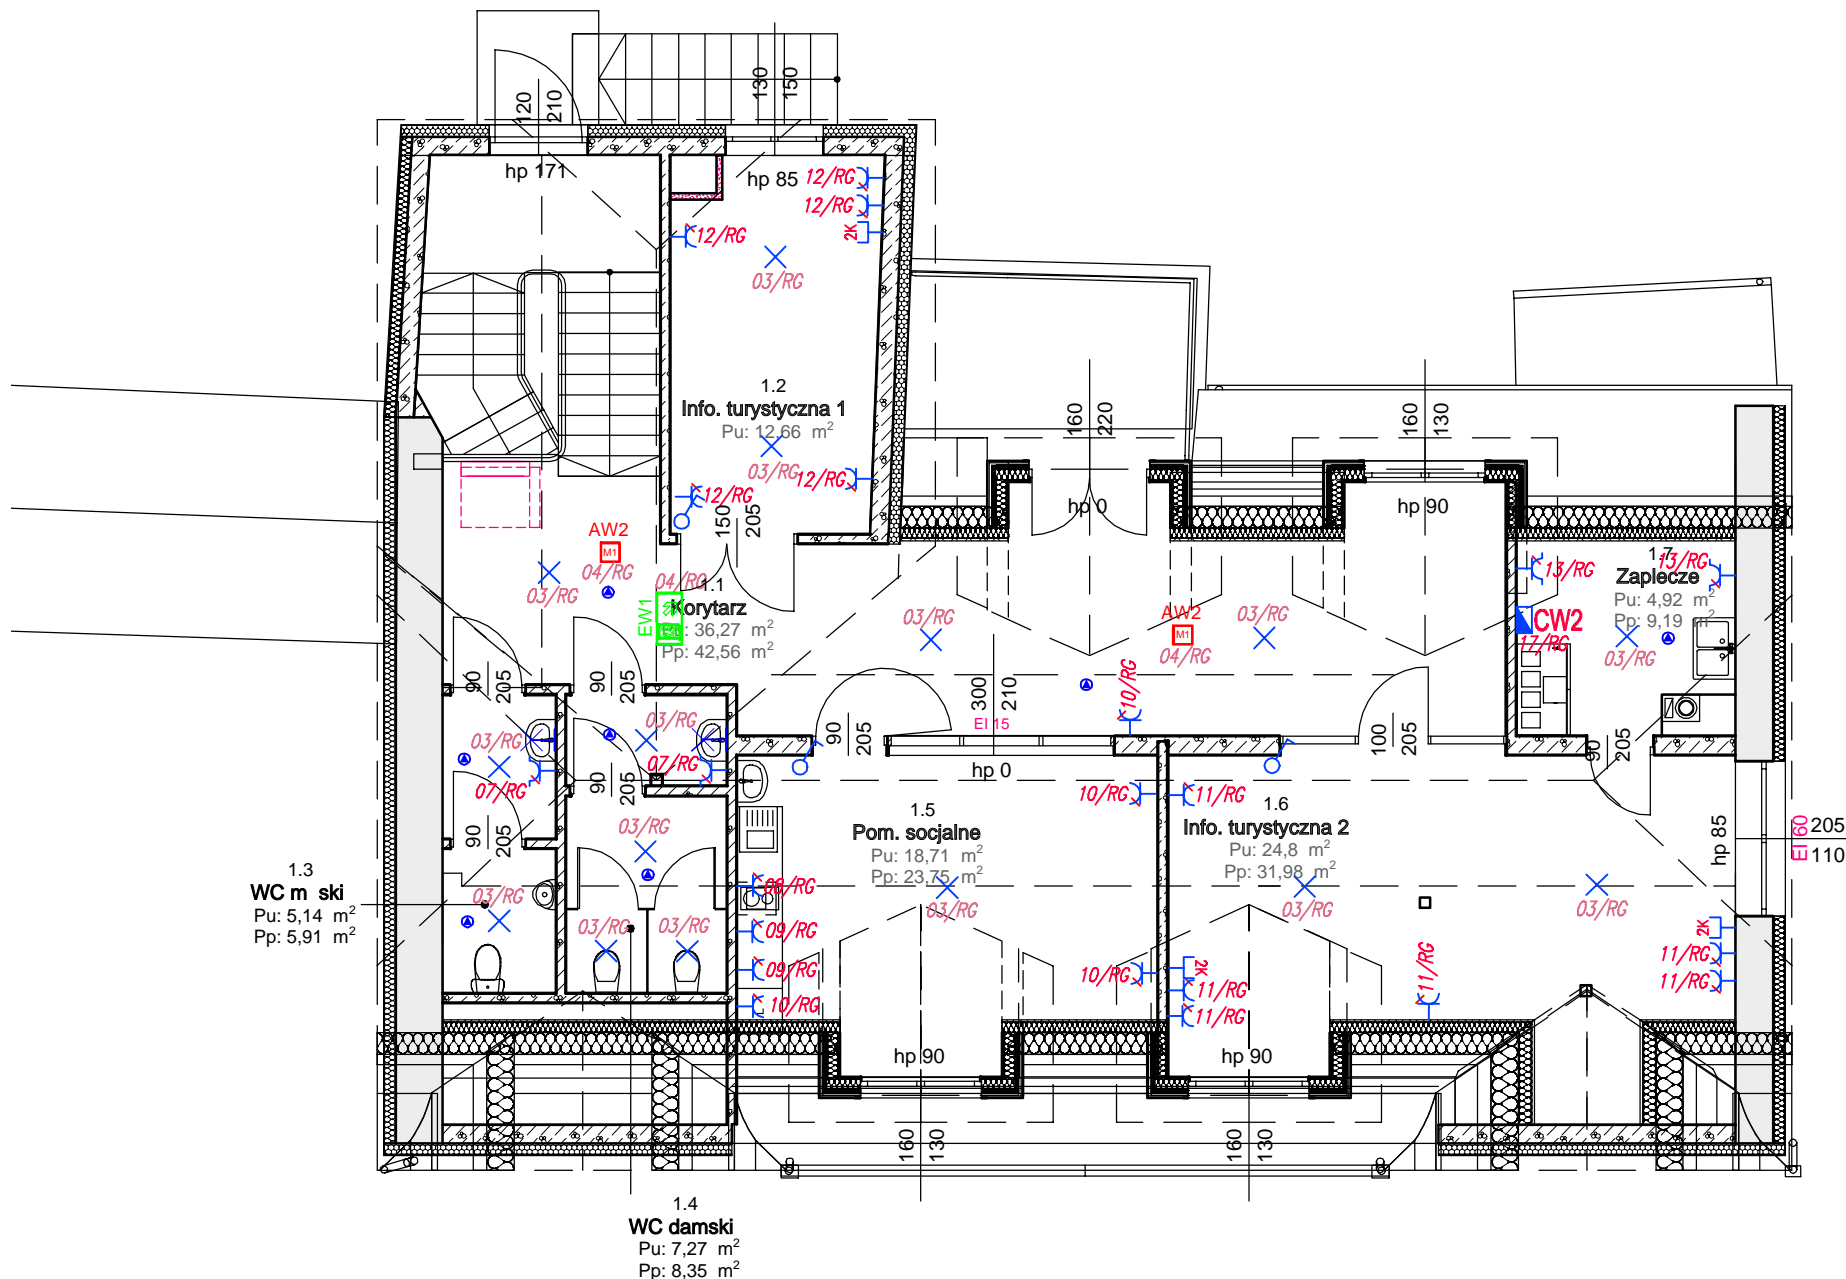 120
210
130
150
hp 171
hp 85
12/RG
12/RG
2K
12/RG
03/RG
1.2
Info. turystyczna 1
Pu: 12,66 m²
03/RG
12/RG
12/RG
150
205
160
220
160
130
hp 0
hp 90
AW2
M1
04/RG
03/RG
04/RG
EW1
1.1
Korytarz
36,27 m²
Pp: 42,56 m²
03/RG
AW2
M1
04/RG
03/RG
13/RG
1.7
13/RG
Zaplecze
Pu: 4,92 m²
Pp: 9,19 m²
CW2
17/RG
03/RG
90
205
90
205
03/RG
03/RG
07/RG
07/RG
90
205
90
205
90
205
300
210
EI 15
hp 0
10/RG
100
205
90
205
03/RG
1.5
Pom. socjalne
Pu: 18,71 m²
Pp: 23,75 m²
03/RG
10/RG
11/RG
1.6
Info. turystyczna 2
Pu: 24,8 m²
Pp: 31,98 m²
03/RG
03/RG
hp 85
EI 60
205
110
1.3
WC m ski
Pu: 5,14 m²
Pp: 5,91 m²
03/RG
03/RG
03/RG
08/RG
09/RG
09/RG
10/RG
10/RG
2K
11/RG
11/RG
11/RG
2K
11/RG
11/RG
hp 90
hp 90
160
130
160
130
1.4
WC damski
Pu: 7,27 m²
Pp: 8,35 m²